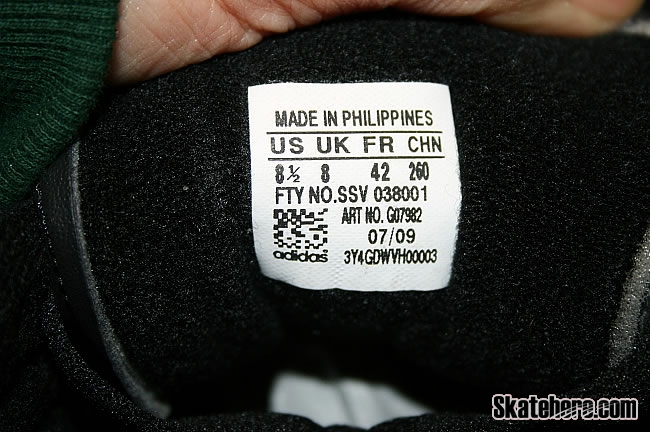 MADE IN PHILIPPINES
US UK FR CHN
8½ 8 42 260
FTY NO.SSV 038001
ART NO. G07982
07/09
adidas 3Y4GDWVH00003
Skatehere.com